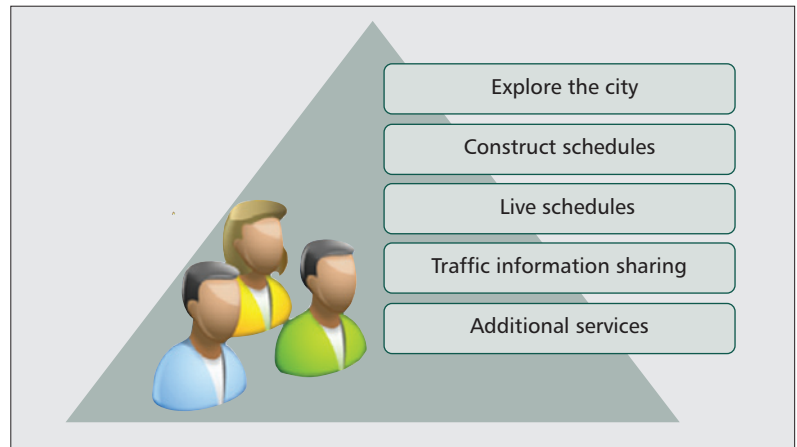 Explore the city
Construct schedules
Live schedules
Traffic information sharing
Additional services